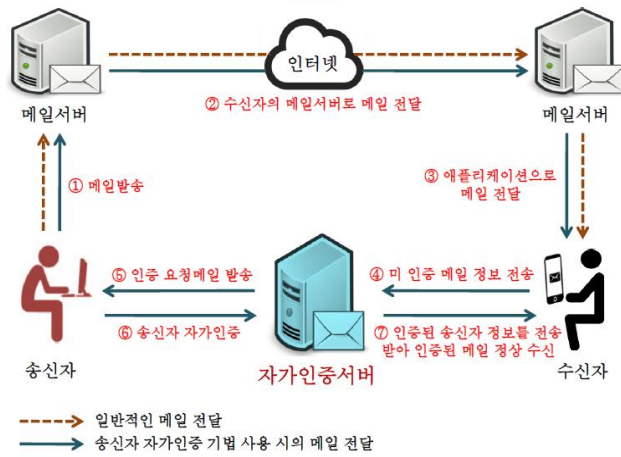 인터넷
메일서버
메일서버
② 수신자의 메일서버로 메일 전달
① 메일발송
③ 애플리케이션으로
메일 전달
⑤ 인증 요청메일 발송
④ 미 인증 메일 정보 전송
⑥ 송신자 자가인증
⑦ 인증된 송신자 정보를 전송
받아 인증된 메일 정상 수신
송신자
자가인증서버
수신자
일반적인 메일 전달
송신자 자가인증 기법 사용 시의 메일 전달